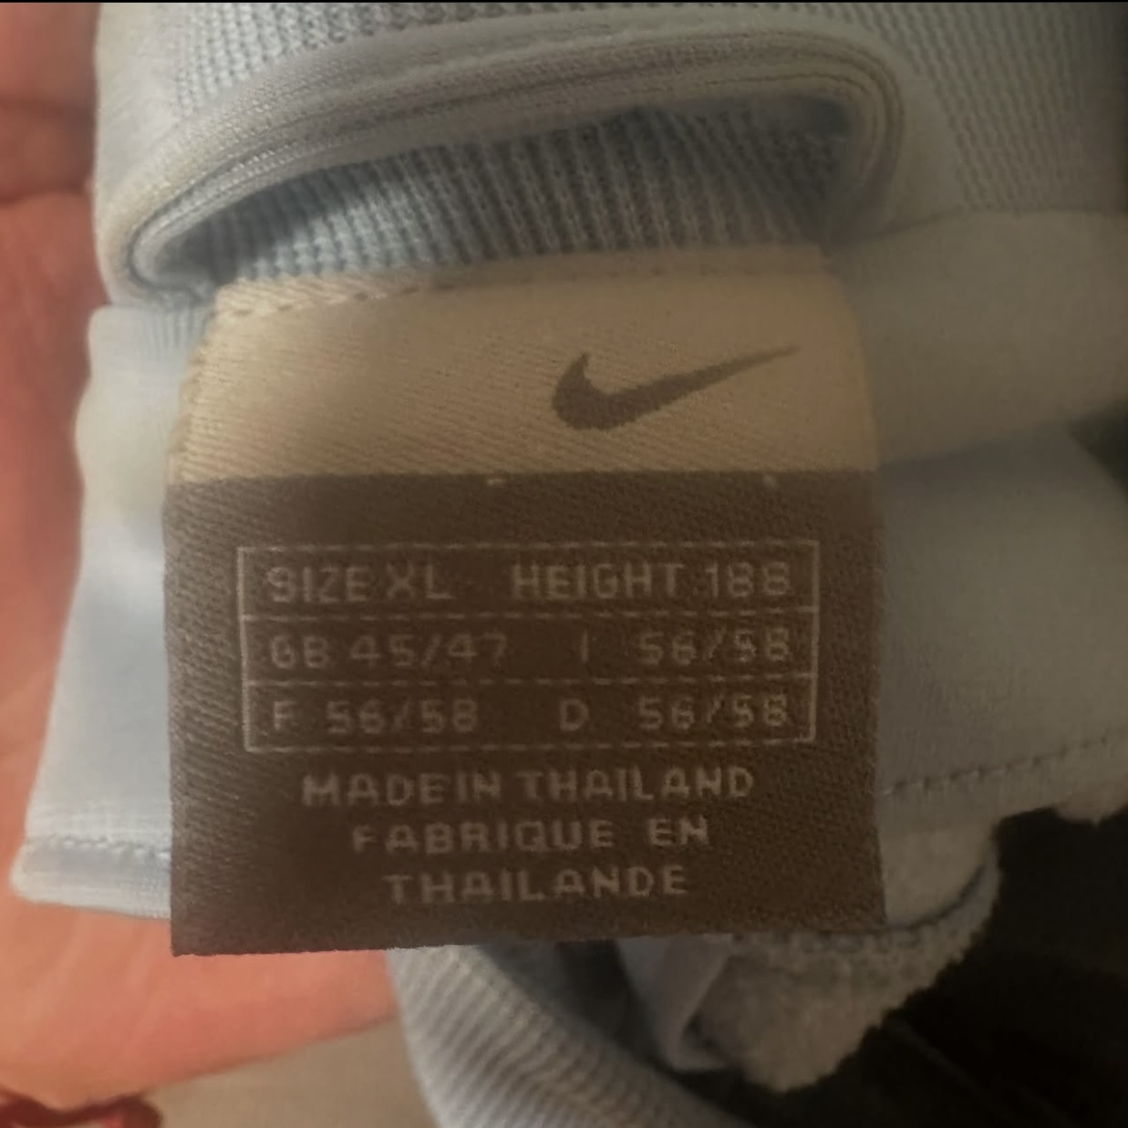 SIZE XL HEIGHT 188
GB 45/47 I 56/58
F 56/58 D 56/58
MADE IN THAILAND
FABRIQUE EN
THAILANDE